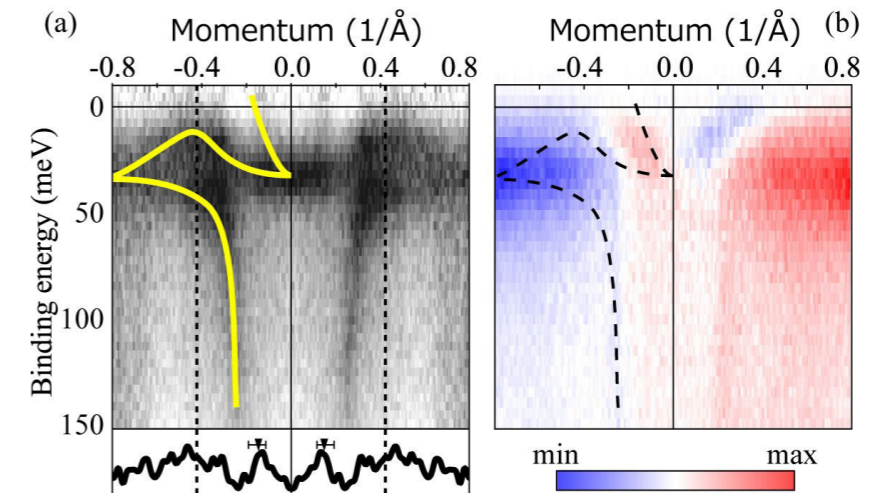 (a)
Momentum (1/Å)
-0.8 -0.4 0.0 0.4 0.8
Binding energy (meV)
0
50
100
150
Momentum (1/Å)
(b)
-0.4 0.0 0.4 0.8
min max